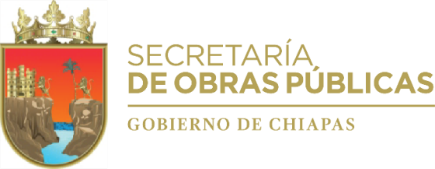 SECRETARÍA
DE OBRAS PÚBLICAS
GOBIERNO DE CHIAPAS